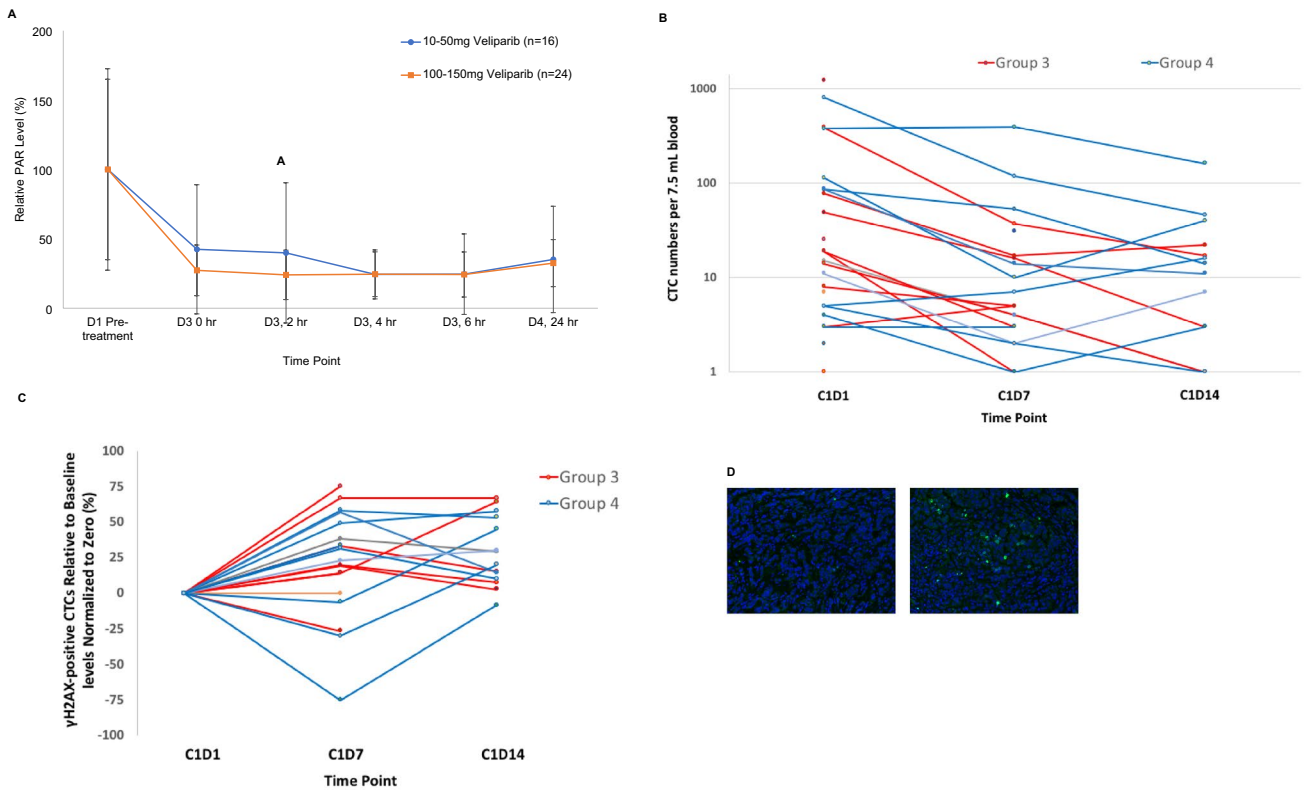 A
200
150
100
50
0
Relative PAR Level (%)
10-50mg Veliparib (n=16)
100-150mg Veliparib (n=24)
A
D1 Pre-
treatment
D3 0 hr
D3, 2 hr
D3, 4 hr
D3, 6 hr
D4, 24 hr
Time Point
B
Group 3
Group 4
1000
100
10
1
CTC numbers per 7.5 mL blood
C1D1
C1D7
C1D14
Time Point
C
100
75
50
25
0
-25
-50
-75
-100
γH2AX-positive CTCs Relative to Baseline
levels Normalized to Zero (%)
Group 3
Group 4
C1D1
C1D7
C1D14
Time Point
D